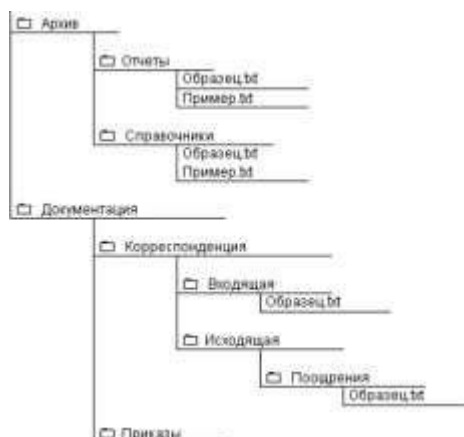 Архив
Отчеты
Образец.txt
Пример.txt
Справочники
Образец.txt
Пример.txt
Документация
Корреспонденция
Входящая
Образец.txt
Исходящая
Поощрения
Образец.txt
Приказы